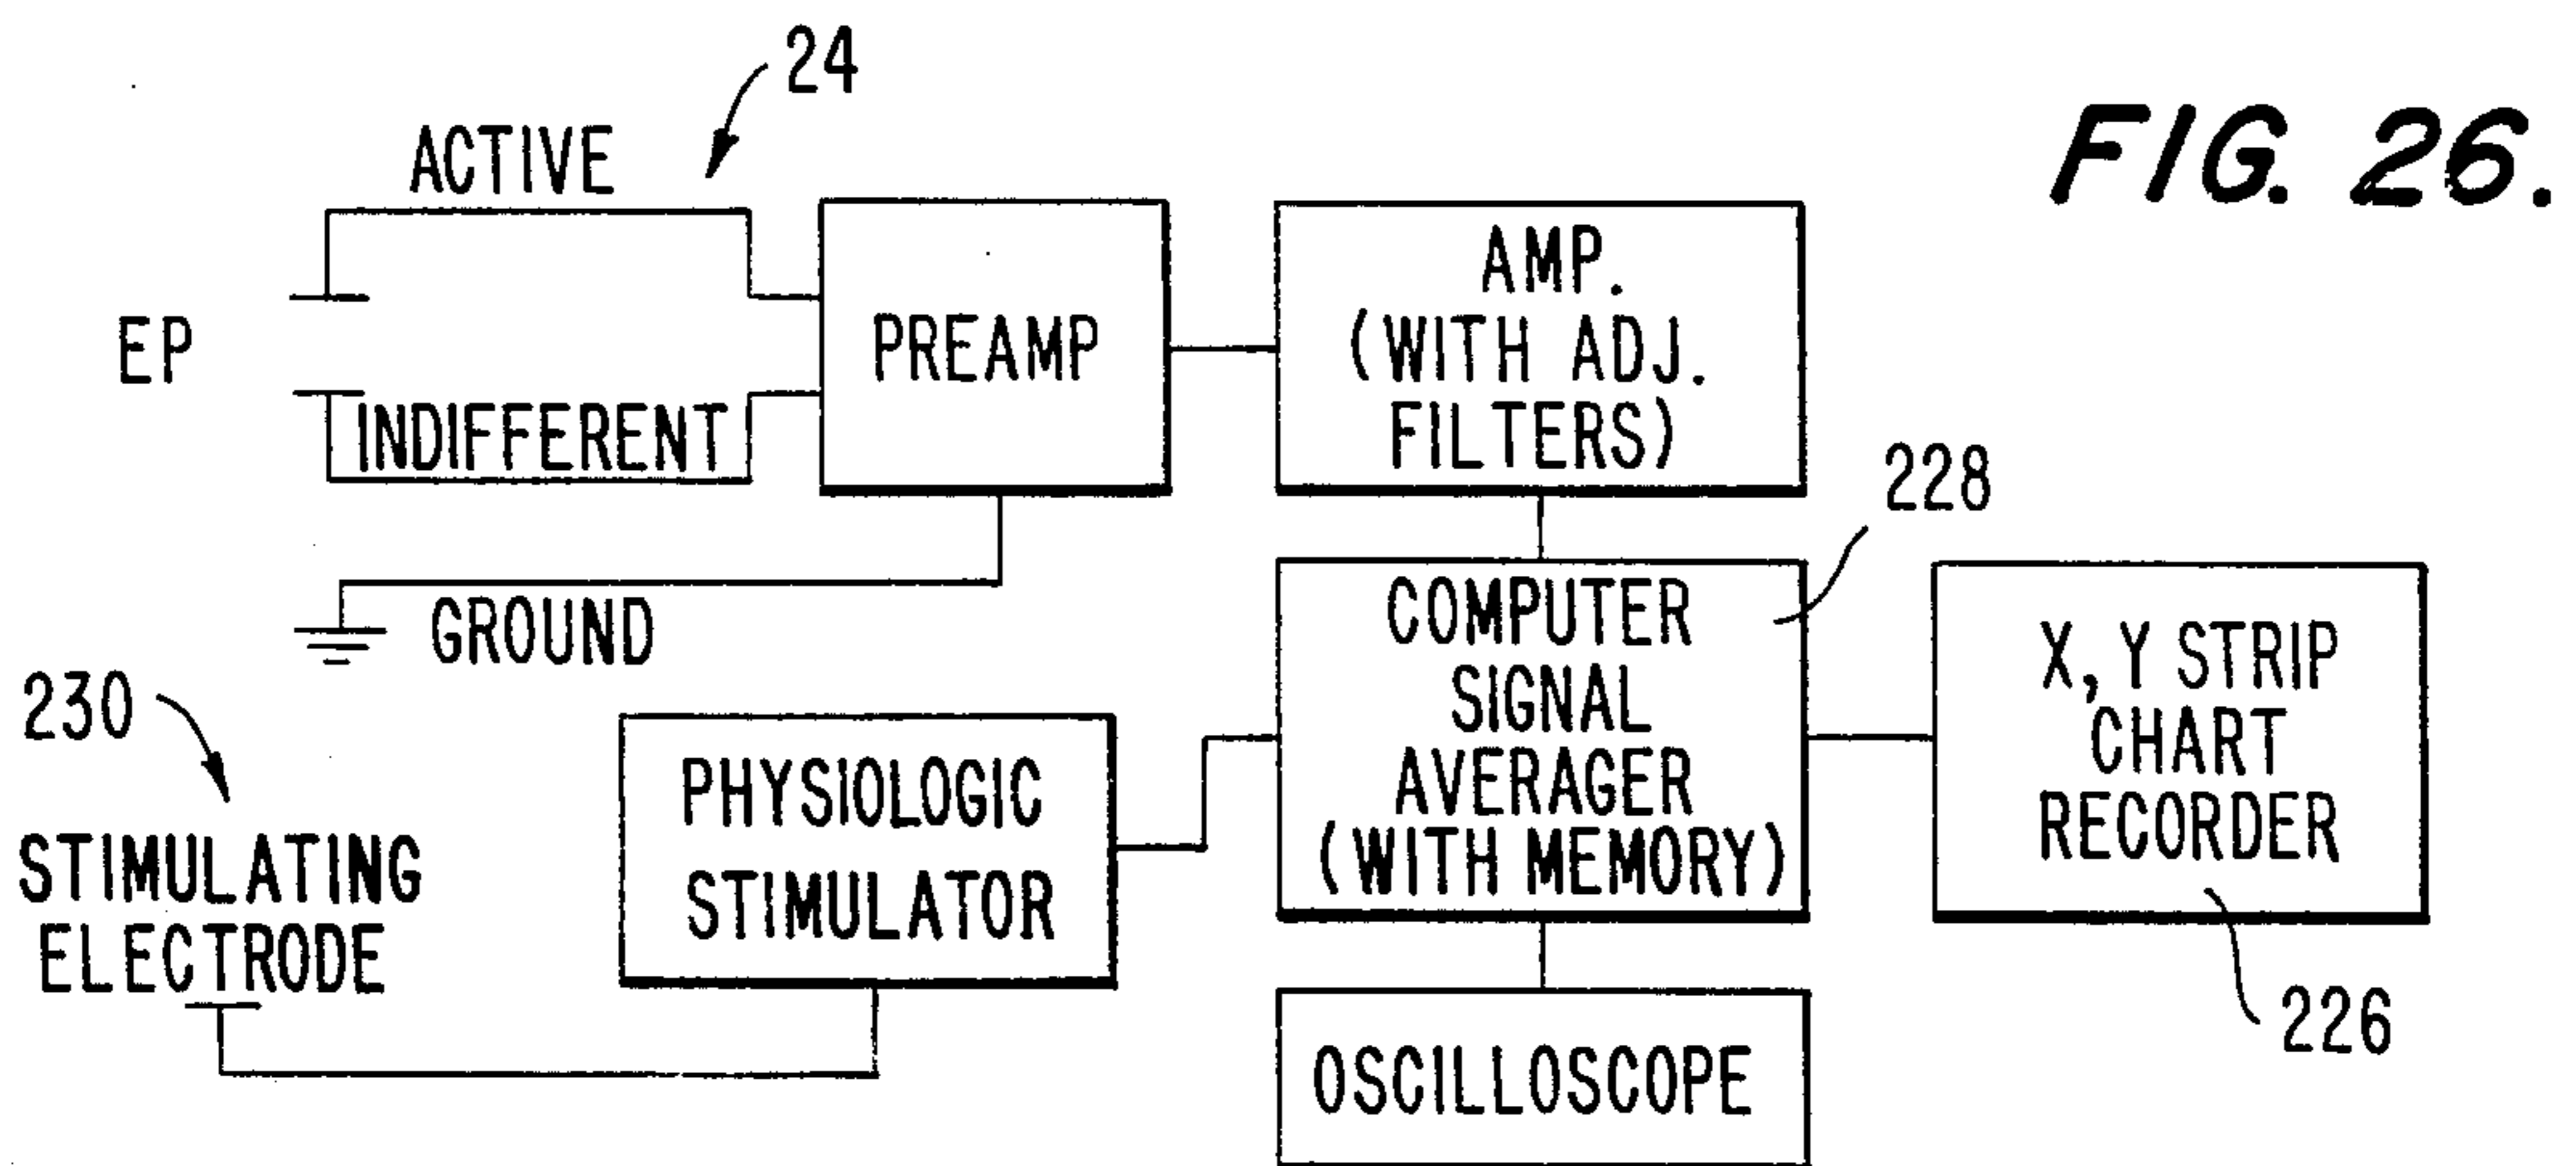 24
FIG. 26.
ACTIVE
EP
INDIFFERENT
PREAMP
AMP.
(WITH ADJ.
FILTERS)
GROUND
228
COMPUTER
SIGNAL
AVERAGER
(WITH MEMORY)
X, Y STRIP
CHART
RECORDER
226
230
STIMULATING
ELECTRODE
PHYSIOLOGIC
STIMULATOR
OSCILLOSCOPE